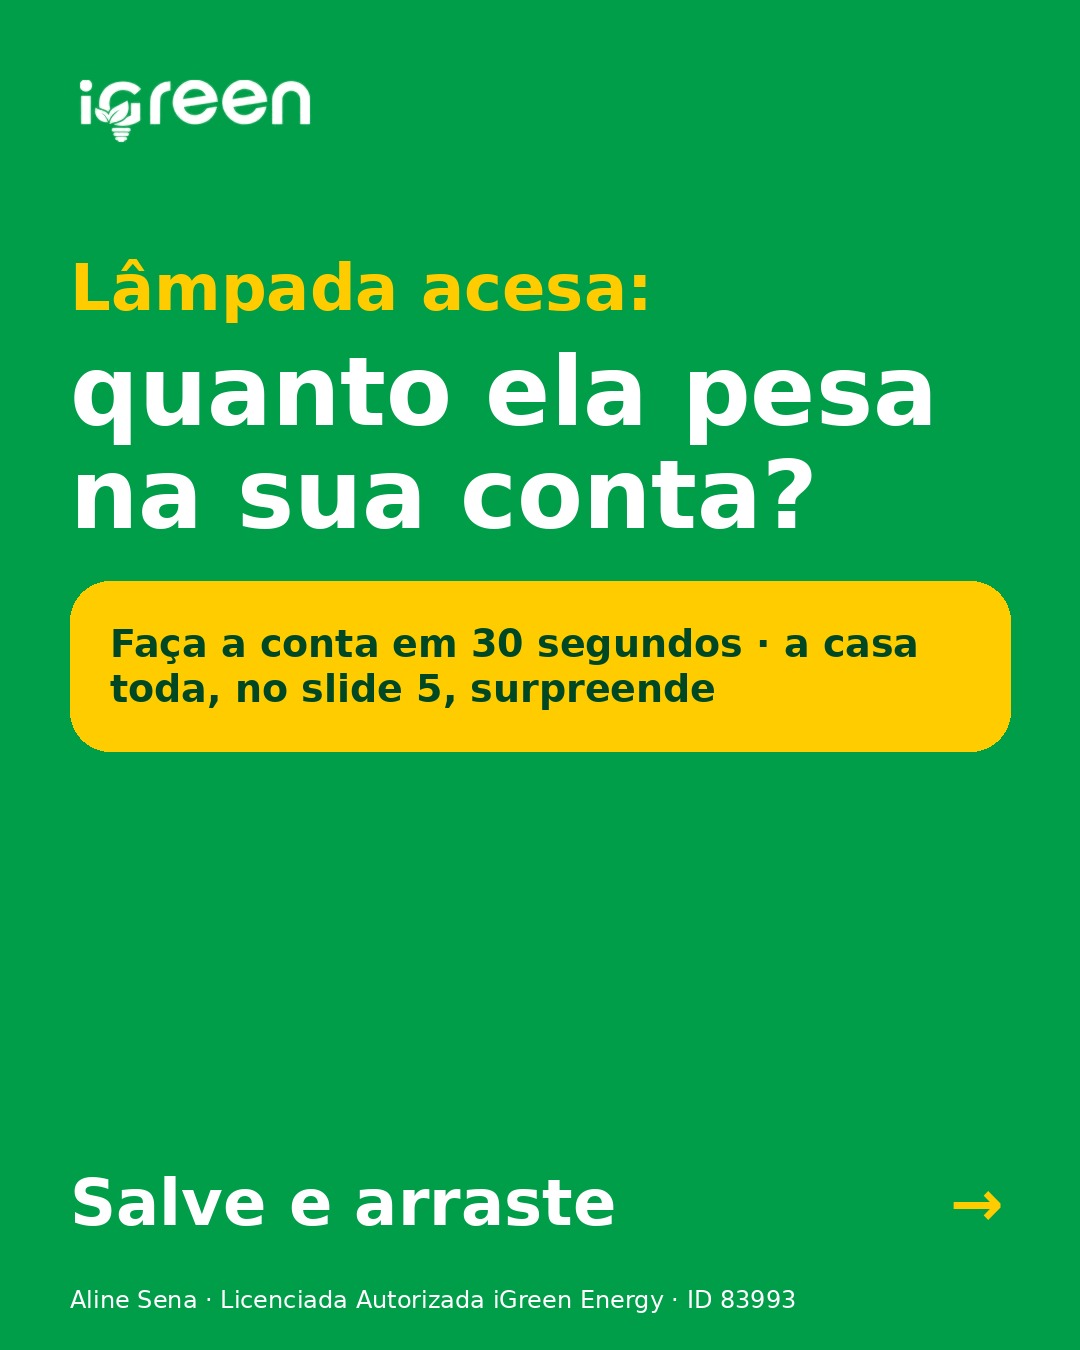 iGreen
Lâmpada acesa:
quanto ela pesa
na sua conta?
Faça a conta em 30 segundos · a casa
toda, no slide 5, surpreende
Salve e arraste →
Aline Sena · Licenciada Autorizada iGreen Energy · ID 83993